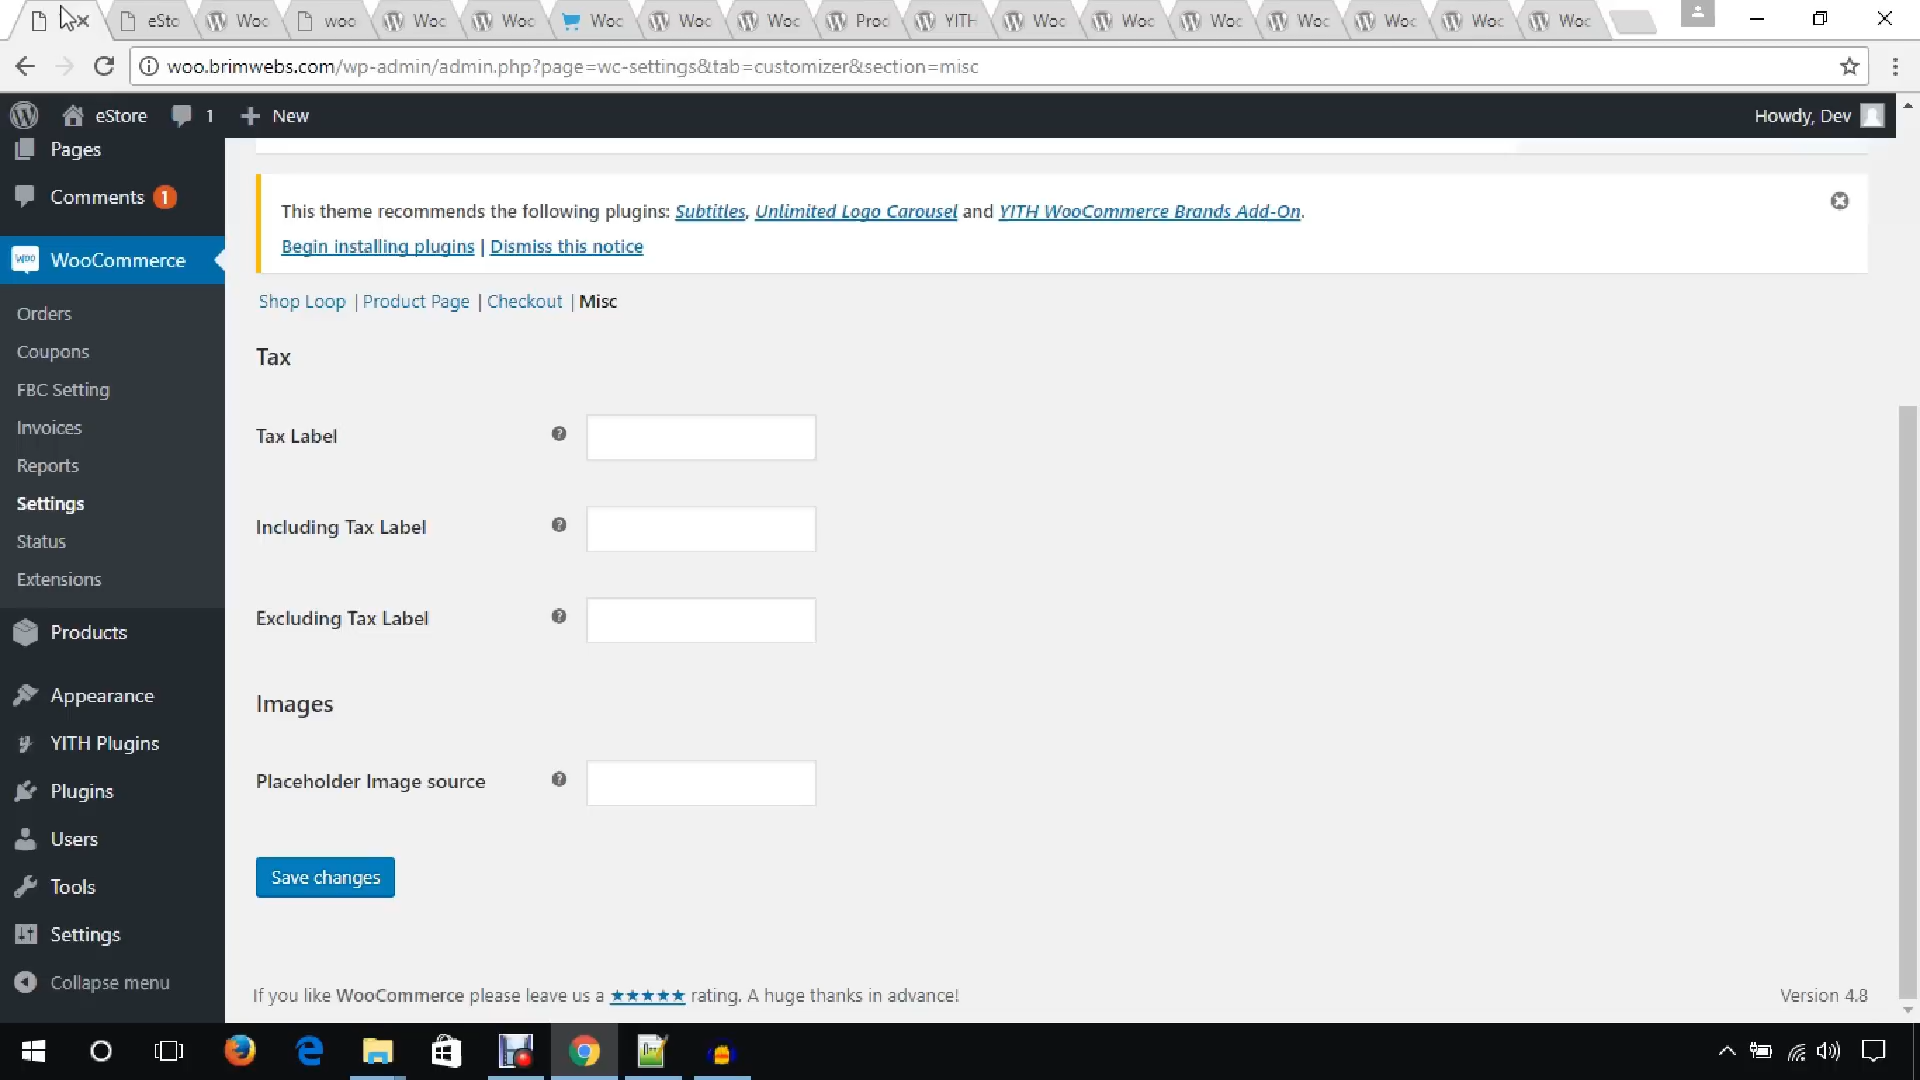 eSto
Woo
woo
Woo
Woo
Woo
Woo
Woo
Proc
YITH
Woo
Woo
Woo
Woo
Woo
Woo
Woo
woo.brimwebs.com/wp-admin/admin.php?page=wc-settings&tab=customizer&section=misc
eStore 1 New
Howdy, Dev
Pages
Comments 1
WooCommerce
Orders
Coupons
FBC Setting
Invoices
Reports
Settings
Status
Extensions
Products
Appearance
YITH Plugins
Plugins
Users
Tools
Settings
Collapse menu
This theme recommends the following plugins: Subtitles, Unlimited Logo Carousel and YITH WooCommerce Brands Add-On.
Begin installing plugins | Dismiss this notice
Shop Loop | Product Page | Checkout | Misc
Tax
Tax Label
Including Tax Label
Excluding Tax Label
Images
Placeholder Image source
Save changes
If you like WooCommerce please leave us a ★★★★★ rating. A huge thanks in advance!
Version 4.8